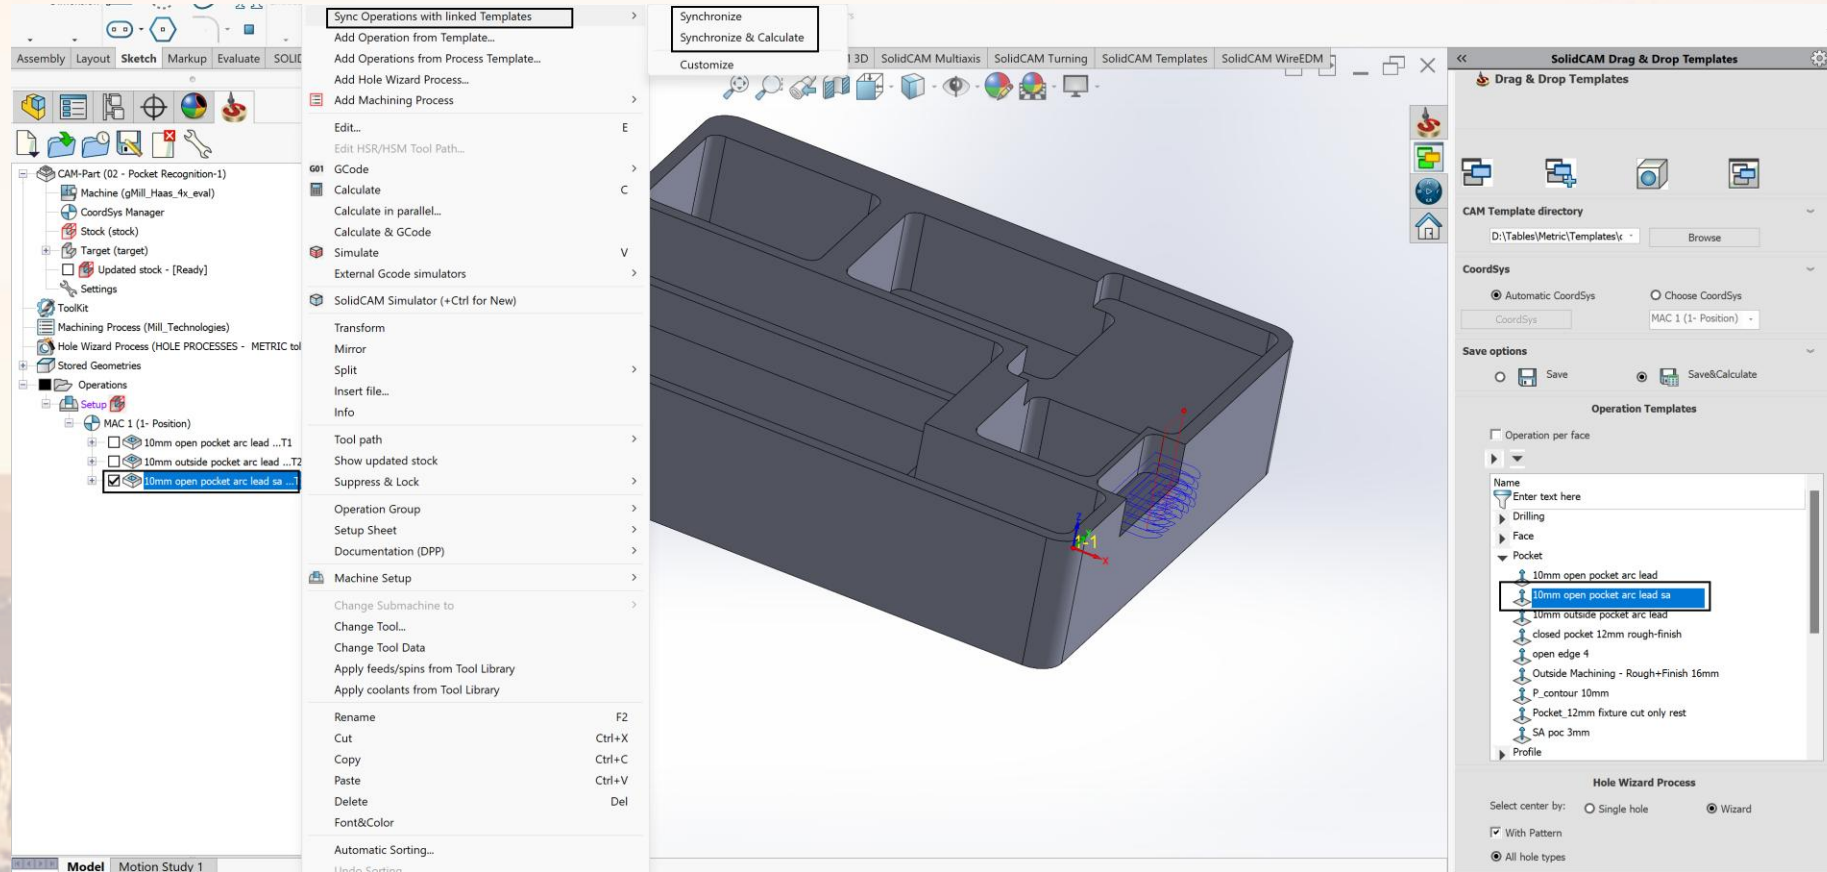 Sync Operations with linked Templates
Add Operation from Template...
Add Operations from Process Template...
Add Hole Wizard Process...
Add Machining Process
Edit... E
Edit HSR/HSM Tool Path...
G01 GCode
Calculate C
Calculate in parallel...
Calculate & GCode
Simulate V
External Gcode simulators
SolidCAM Simulator (+Ctrl for New)
Transform
Mirror
Split
Insert file...
Info
Tool path
Show updated stock
Suppress & Lock
Operation Group
Setup Sheet
Documentation (DPP)
Machine Setup
Change Submachine to
Change Tool...
Change Tool Data
Apply feeds/spins from Tool Library
Apply coolants from Tool Library
Rename F2
Cut Ctrl+X
Copy Ctrl+C
Paste Ctrl+V
Delete Del
Font&Color
Automatic Sorting...
Undo Sorting
Synchronize
Synchronize & Calculate
Customize
Assembly Layout Sketch Markup Evaluate
3D SolidCAM Multiaxis SolidCAM Turning SolidCAM Templates SolidCAM WireEDM
CAM-Part (02 - Pocket Recognition-1)
Machine (gMill_Haas_4x_eval)
CoordSys Manager
Stock (stock)
Target (target)
Updated stock - [Ready]
Settings
ToolKit
Machining Process (Mill_Technologies)
Hole Wizard Process (HOLE PROCESSES - METRIC tol
Stored Geometries
Operations
Setup
MAC 1 (1- Position)
10mm open pocket arc lead ...T1
10mm outside pocket arc lead ...T2
10mm open pocket arc lead sa ...T
Model Motion Study 1
Z
X
SolidCAM Drag & Drop Templates
Drag & Drop Templates
CAM Template directory
D:\Tables\Metric\Templates\c
Browse
CoordSys
Automatic CoordSys Choose CoordSys
CoordSys MAC 1 (1- Position)
Save options
Save Save&Calculate
Operation Templates
Operation per face
Name
Enter text here
Drilling
Face
Pocket
10mm open pocket arc lead
10mm open pocket arc lead sa
10mm outside pocket arc lead
closed pocket 12mm rough-finish
open edge 4
Outside Machining - Rough+Finish 16mm
P_contour 10mm
Pocket_12mm fixture cut only rest
SA poc 3mm
Profile
Hole Wizard Process
Select center by: Single hole Wizard
With Pattern
All hole types